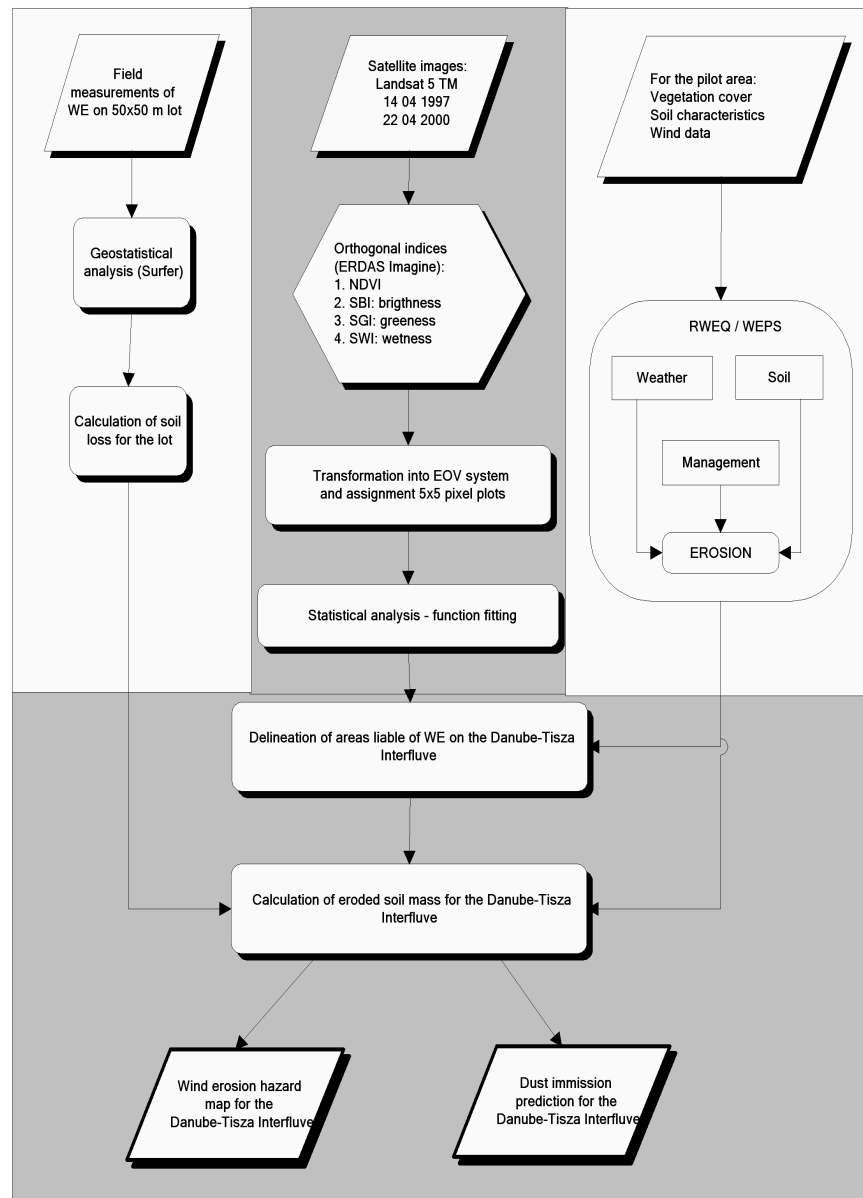 Field
measurements of
WE on 50x50 m lot
Geostatistical
analysis (Surfer)
Calculation of soil
loss for the lot
Satellite images:
Landsat 5 TM
14 04 1997
22 04 2000
Orthogonal indices
(ERDAS Imagine):
1. NDVI
2. SBI: brigthness
3. SGI: greeness
4. SWI: wetness
Transformation into EOV system
and assignment 5x5 pixel plots
Statistical analysis - function fitting
For the pilot area:
Vegetation cover
Soil characteristics
Wind data
RWEQ / WEPS
Weather
Soil
Management
EROSION
Delineation of areas liable of WE on the Danube-Tisza
Interfluve
Calculation of eroded soil mass for the Danube-Tisza
Interfluve
Wind erosion hazard
map for the
Danube-Tisza Interfluve
Dust immission
prediction for the
Danube-Tisza Interfluve